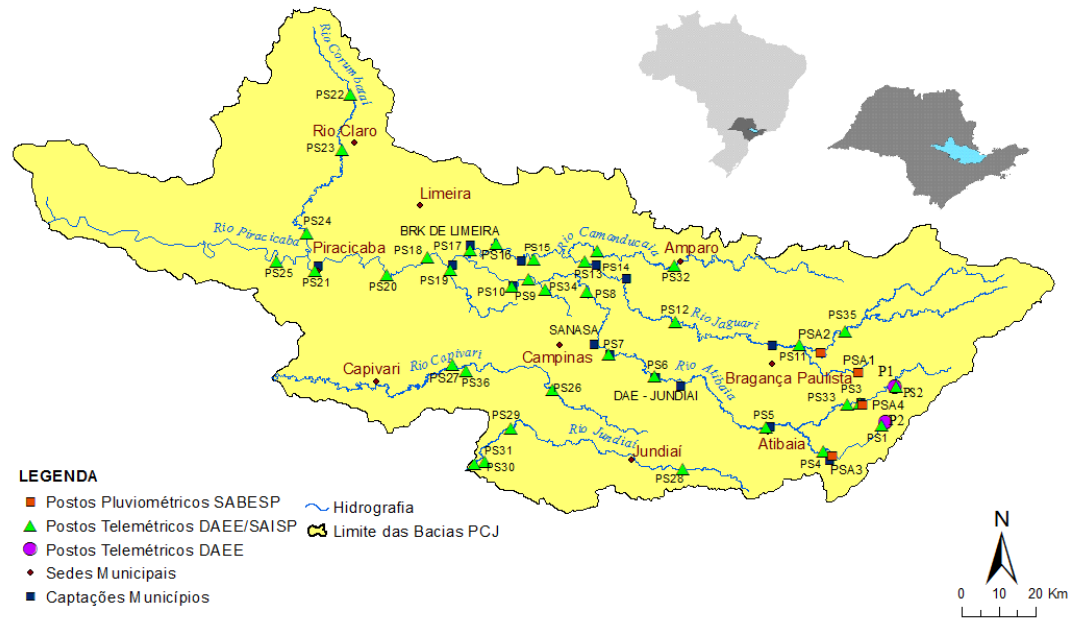 Rio Corumbataí
PS22
Rio Claro
PS23
Limeira
PS24
Rio Piracicaba
Piracicaba
BRK DE LIMEIRA
PS18
PS17
PS16
PS15
Rio Camanducaí
Amparo
PS25
PS21
PS20
PS19
PS10
PS9
PS34
PS13
PS14
PS8
PS32
PS12
Rio Jaguari
PS35
PSA2
PS11
SANASA
PS7
Campinas
Rio Atibaia
PS6
DAE - JUNDIAI
Bragança Paulista
PSA1
P1
PS3
PS2
PS33
PSA4
P2
PS1
Capivari
Rio Capivari
PS27
PS36
PS26
PS5
Atibaia
PS4
PSA3
PS29
Rio Jundiaí
Jundiaí
PS28
PS31
PS30
LEGENDA
Postos Pluviométricos SABESP
Postos Telemétricos DAEE/SAISP
Postos Telemétricos DAEE
Sedes Municipais
Captações Municípios
Hidrografia
Limite das Bacias PCJ
N
0 10 20 Km